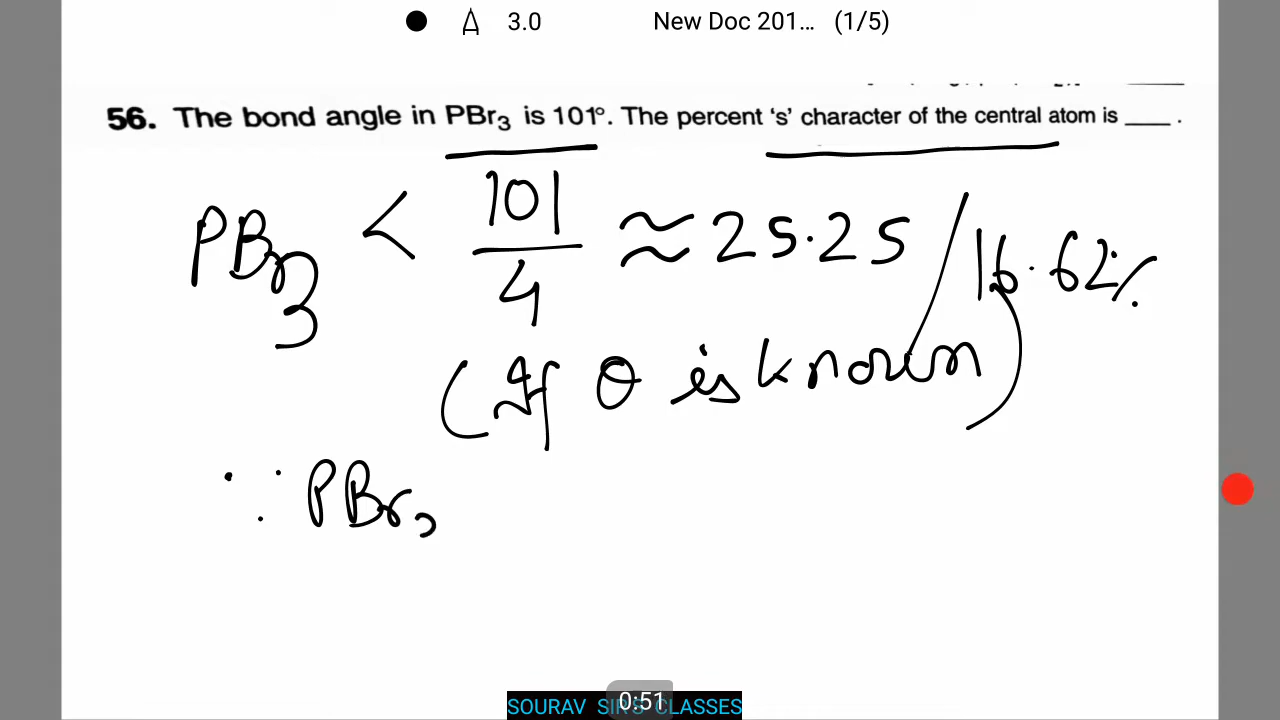 3.0 New Doc 201... (1/5)
56. The bond angle in PBr3 is 101°. The percent 's' character of the central atom is ____ .
PBr3 < 101/4 ≈ 25.25 / 16.62%
(If θ is known)
∵ PBr3
0:51
SOURAV SIR'S CLASSES